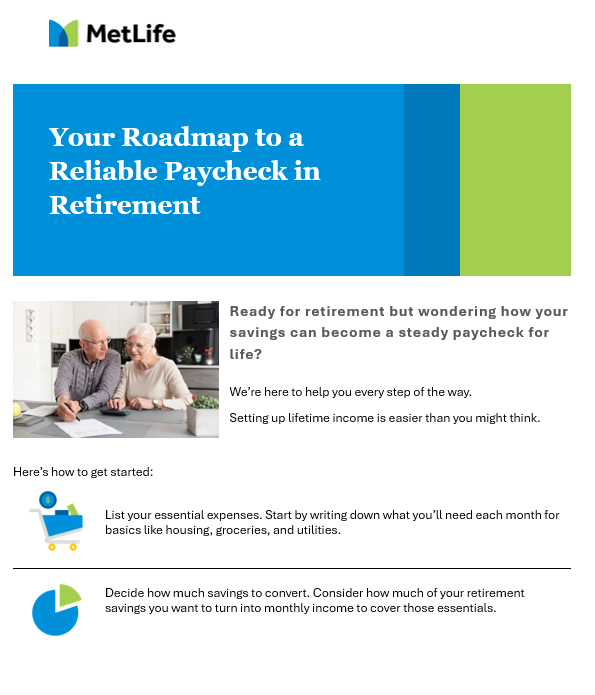 MetLife
Your Roadmap to a
Reliable Paycheck in
Retirement
Ready for retirement but wondering how your
savings can become a steady paycheck for
life?
We’re here to help you every step of the way.
Setting up lifetime income is easier than you might think.
Here’s how to get started:
$
List your essential expenses. Start by writing down what you’ll need each month for
basics like housing, groceries, and utilities.
Decide how much savings to convert. Consider how much of your retirement
savings you want to turn into monthly income to cover those essentials.